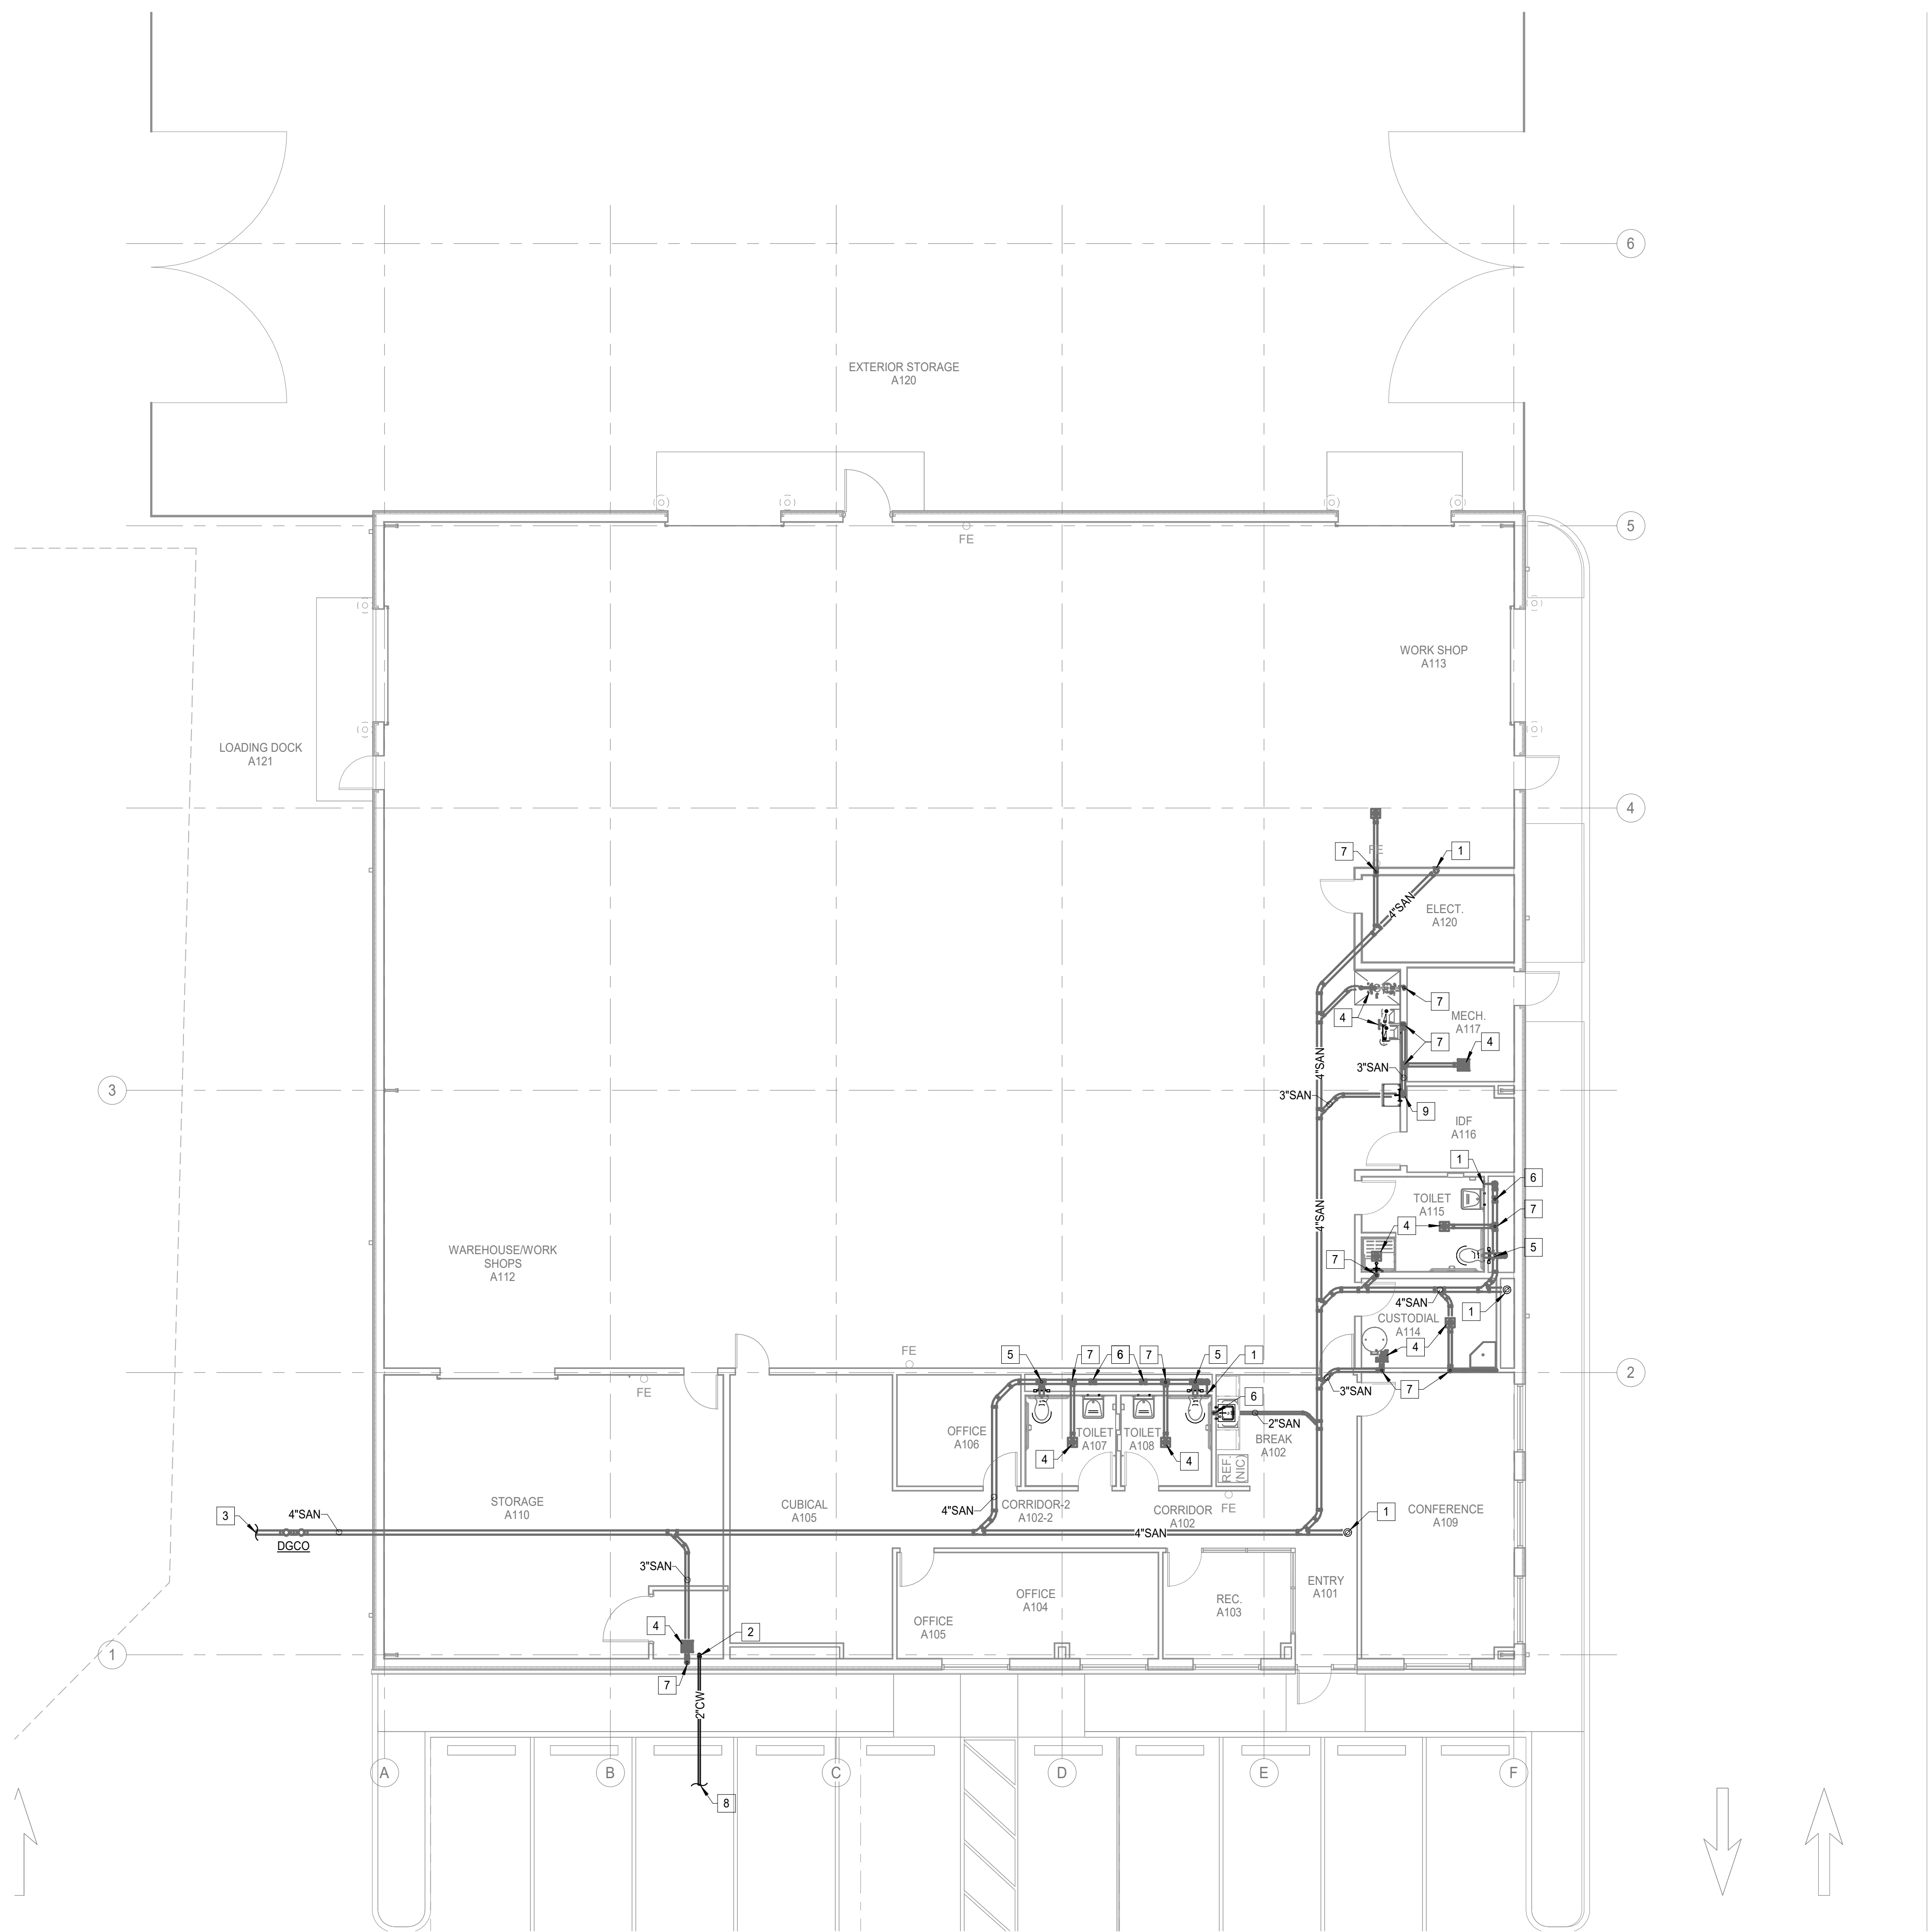 6
EXTERIOR STORAGE
A120
5
FE
WORK SHOP
A113
LOADING DOCK
A121
4
7
FE
1
4"SAN
ELECT.
A120
7
4
MECH.
A117
7
4
4"SAN
3"SAN
3
3"SAN
9
IDF
A116
1
6
TOILET
A115
7
4
4"SAN
5
WAREHOUSE/WORK
SHOPS
A112
7
4"SAN
1
CUSTODIAL
A114
4
FE
5
7
6
7
5
1
2
FE
7
3"SAN
6
2"SAN
OFFICE
A106
TOILET
A107
TOILET
A108
BREAK
A102
4
4
REF.
(NIC)
STORAGE
A110
CUBICAL
A105
4"SAN
CORRIDOR-2
A102-2
CORRIDOR
A102
FE
CONFERENCE
A109
1
3
4"SAN
4"SAN
DGCO
3"SAN
ENTRY
A101
OFFICE
A104
REC.
A103
OFFICE
A105
4
2
1
7
2"CW
A
B
C
D
E
F
8